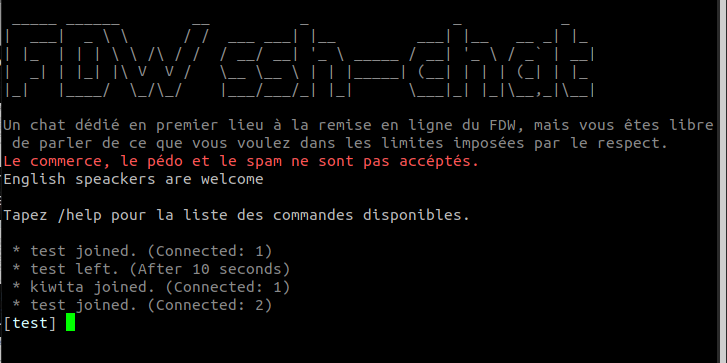 FDW ssh-chat
Un chat dédié en premier lieu à la remise en ligne du FDW, mais vous êtes libre
de parler de ce que vous voulez dans les limites imposées par le respect.
Le commerce, le pédo et le spam ne sont pas accéptés.
English speackers are welcome
Tapez /help pour la liste des commandes disponibles.
* test joined. (Connected: 1)
* test left. (After 10 seconds)
* kiwita joined. (Connected: 1)
* test joined. (Connected: 2)
[test]